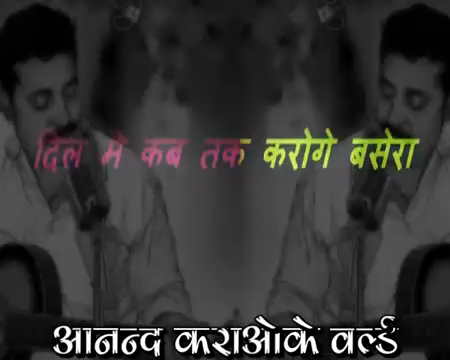 दिल में कब तक करोगे बसेरा
आनन्द कराओके वर्ल्ड